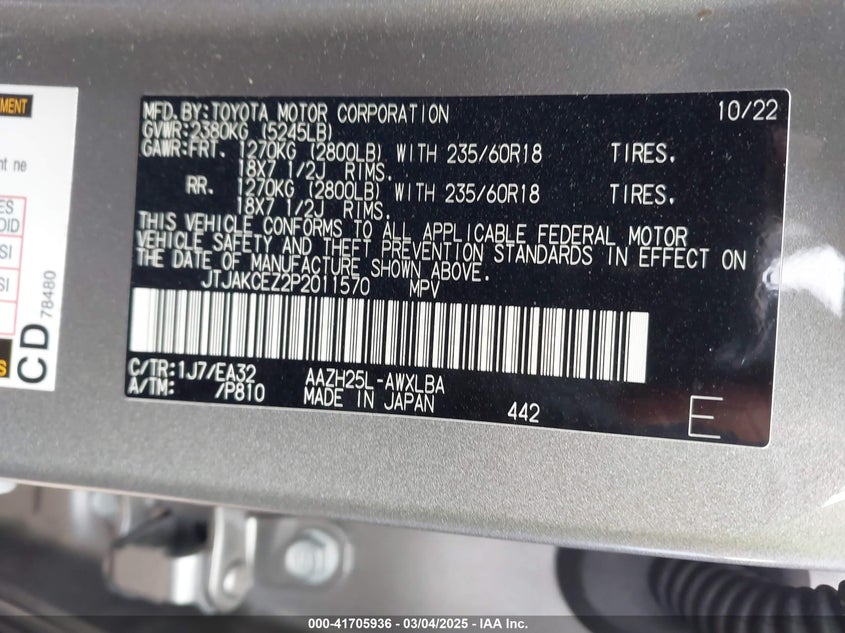 MFD.BY:TOYOTA MOTOR CORPORATION 10/22
GVWR:2380KG (5245LB)
GAWR:FRT. 1270KG (2800LB) WITH 235/60R18 TIRES.
18X7 1/2J RIMS.
RR. 1270KG (2800LB) WITH 235/60R18 TIRES.
18X7 1/2J RIMS.
THIS VEHICLE CONFORMS TO ALL APPLICABLE FEDERAL MOTOR
VEHICLE SAFETY AND THEFT PREVENTION STANDARDS IN EFFECT ON
THE DATE OF MANUFACTURE SHOWN ABOVE.
JTJAKCEZ2P2011570 MPV
C/TR:1J7/EA32 AAZH25L-AWXLBA
A/TM: /P810 MADE IN JAPAN 442 E
CD 78480
000-41705936 - 03/04/2025 - IAA Inc.